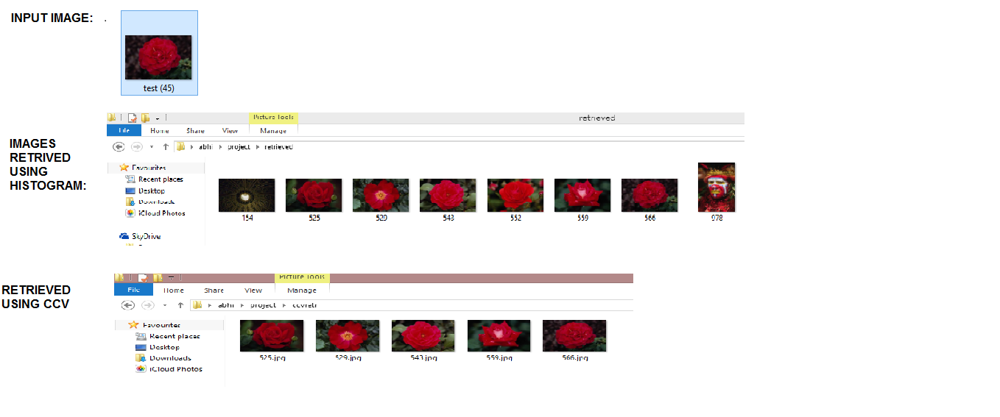 INPUT IMAGE: .
test (45)
Picture Tools
retrieved
File Home Share View Manage
abhi project retrieved
IMAGES
RETRIVED
USING
HISTOGRAM:
Favourites
Recent places
Desktop
Downloads
iCloud Photos
SkyDrive
154 525 529 543 552 559 566 978
Picture Tools
File Home Share View Manage
abhi project ccvretr
RETRIEVED
USING CCV
Favourites
Recent places
Desktop
Downloads
iCloud Photos
525.jpg 529.jpg 543.jpg 559.jpg 566.jpg